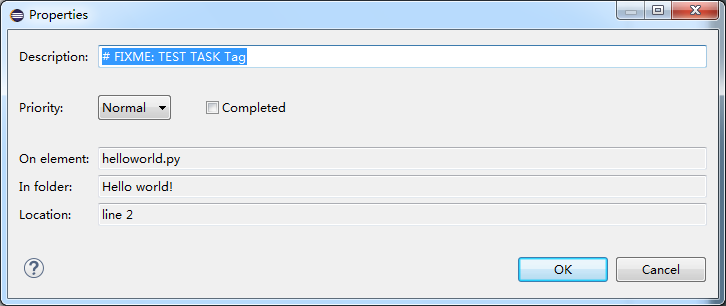 Properties
Description: # FIXME: TEST TASK Tag
Priority: Normal Completed
On element: helloworld.py
In folder: Hello world!
Location: line 2
? OK Cancel